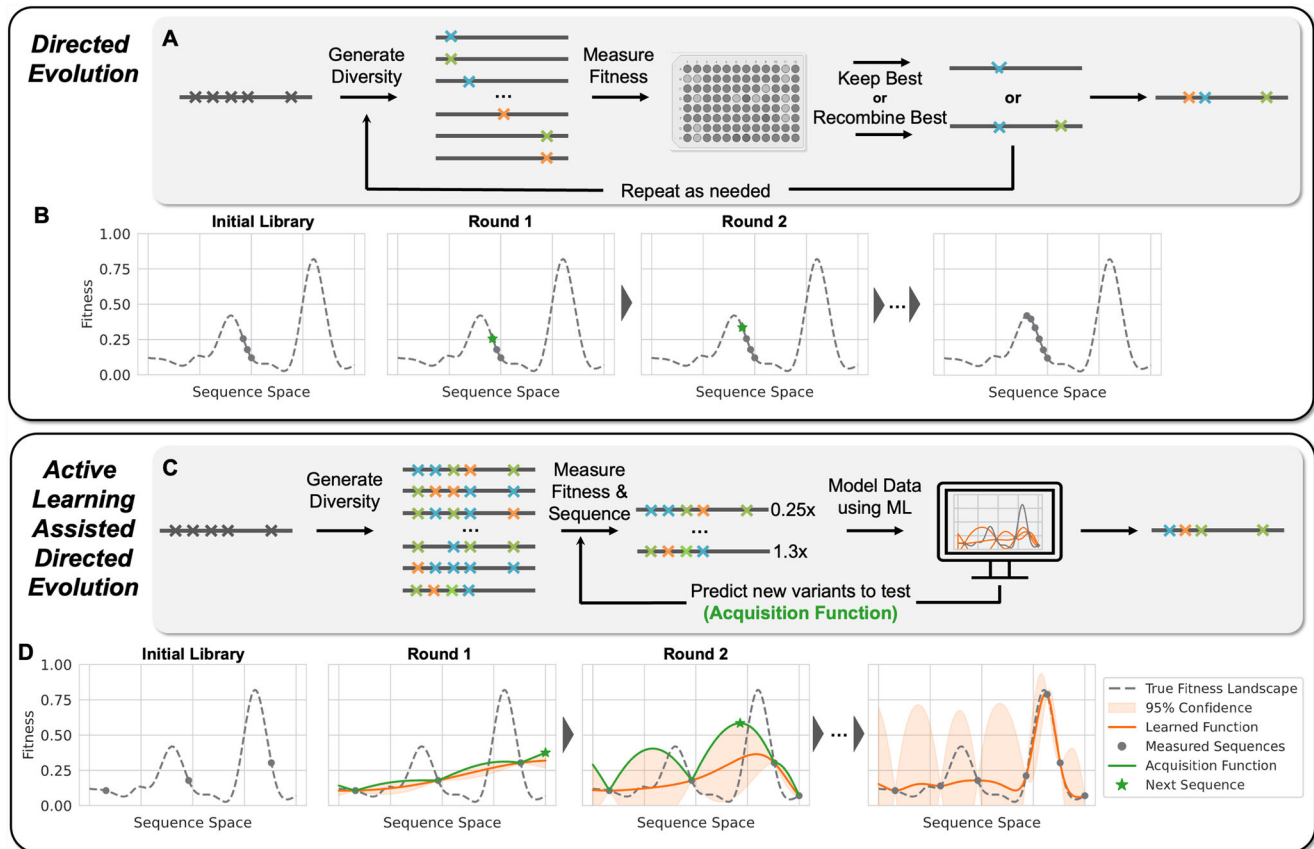 Directed
Evolution
A
Generate
Diversity
...
Measure
Fitness
Keep Best
or
Recombine Best
or
Repeat as needed
B
Initial Library
Round 1
Round 2
1.00
0.75
0.50
0.25
0.00
Fitness
...
Sequence Space
Sequence Space
Sequence Space
Sequence Space
Active
Learning
Assisted
Directed
Evolution
C
Generate
Diversity
...
Measure
Fitness &
Sequence
0.25x
...
1.3x
Model Data
using ML
Predict new variants to test
(Acquisition Function)
D
Initial Library
Round 1
Round 2
1.00
0.75
0.50
0.25
0.00
Fitness
...
Sequence Space
Sequence Space
Sequence Space
Sequence Space
True Fitness Landscape
95% Confidence
Learned Function
Measured Sequences
Acquisition Function
Next Sequence